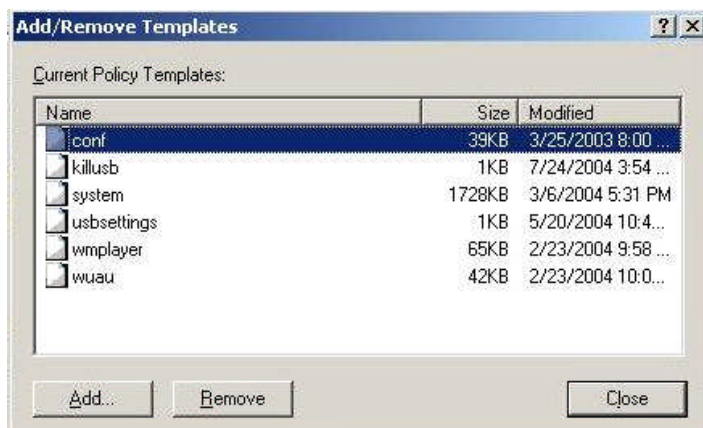 Add/Remove Templates
Current Policy Templates:
Name Size Modified
conf 39KB 3/25/2003 8:00 ...
killusb 1KB 7/24/2004 3:54 ...
system 1728KB 3/6/2004 5:31 PM
usbsettings 1KB 5/20/2004 10:4...
wmplayer 65KB 2/23/2004 9:58 ...
wuau 42KB 2/23/2004 10:0...
Add... Remove Close